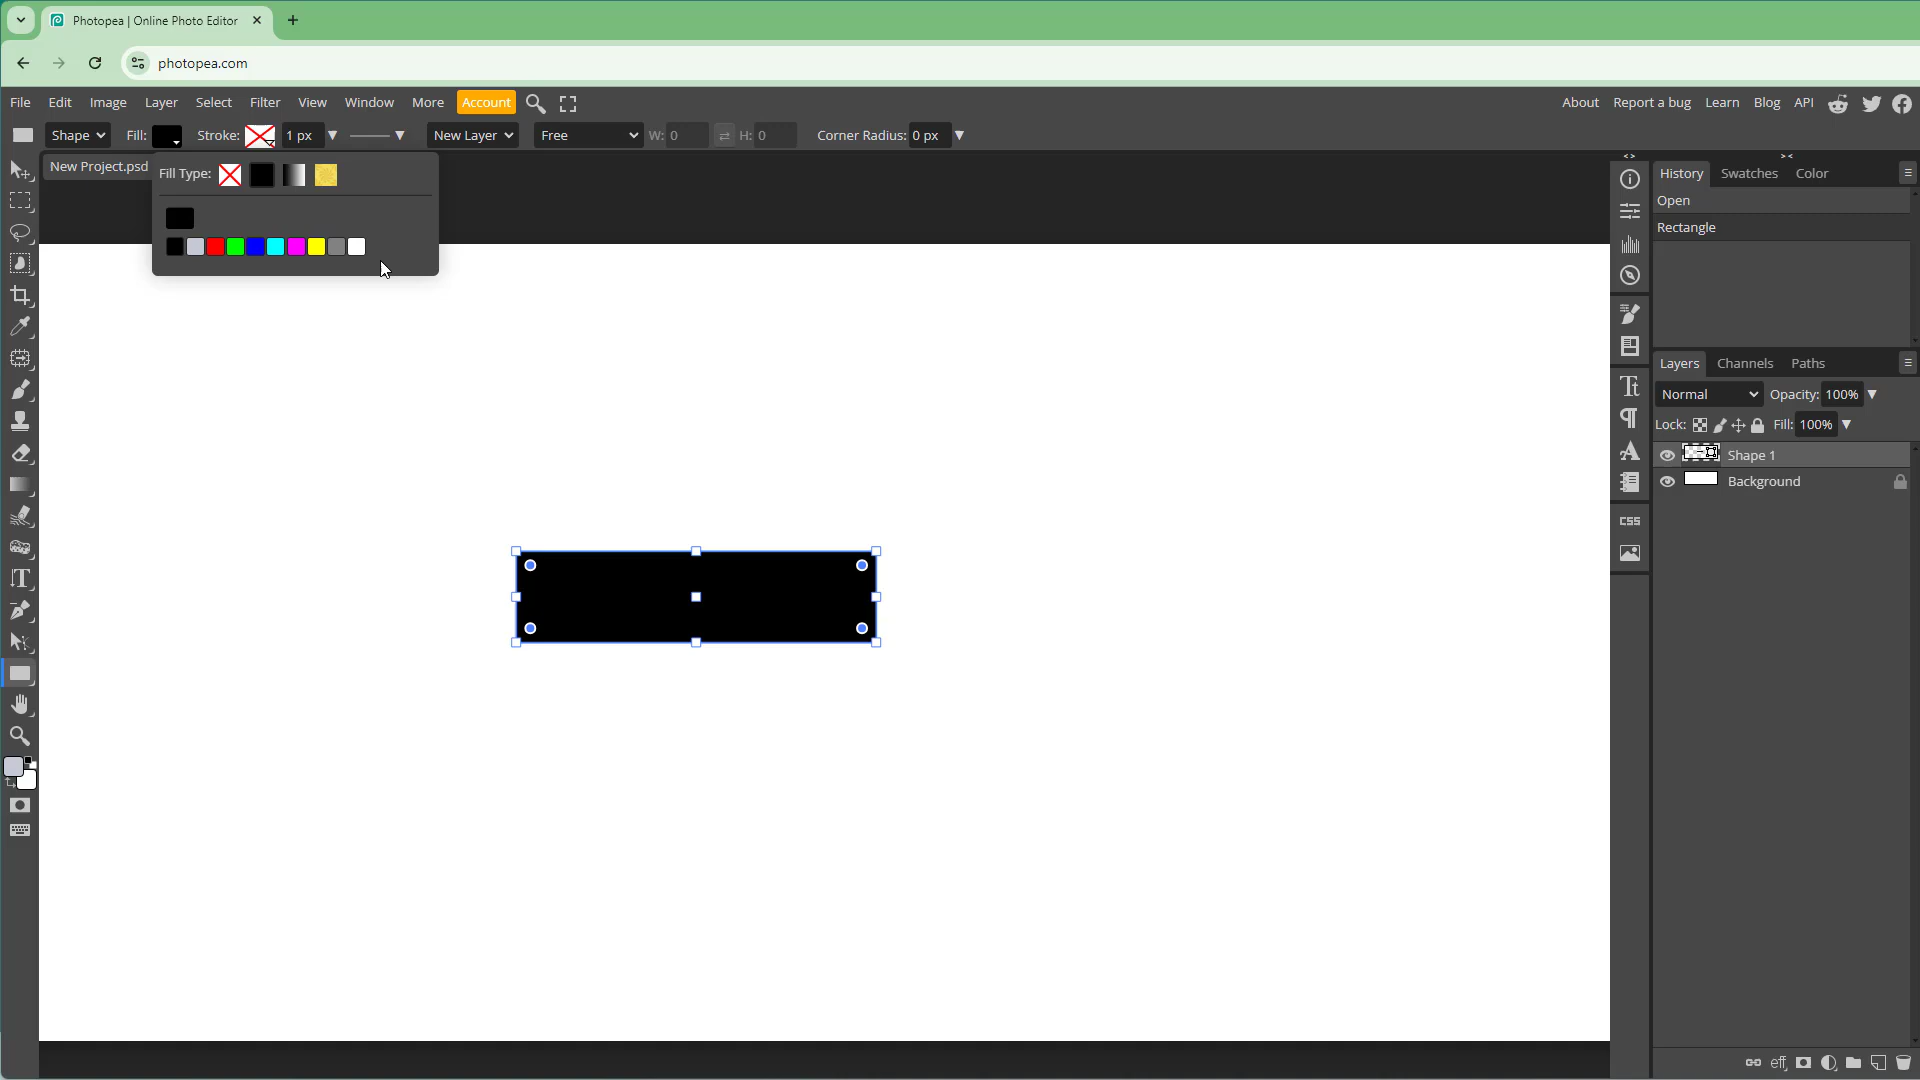 Photopea | Online Photo Editor
photopea.com
File Edit Image Layer Select Filter View Window More Account About Report a bug Learn Blog API
Shape Fill: Stroke: 1 px New Layer Free W: 0 H: 0 Corner Radius: 0 px
New Project.psd
Fill Type:
History Swatches Color
Open
Rectangle
Layers Channels Paths
Normal Opacity: 100%
Lock: Fill: 100%
Shape 1
Background
CSS
eff